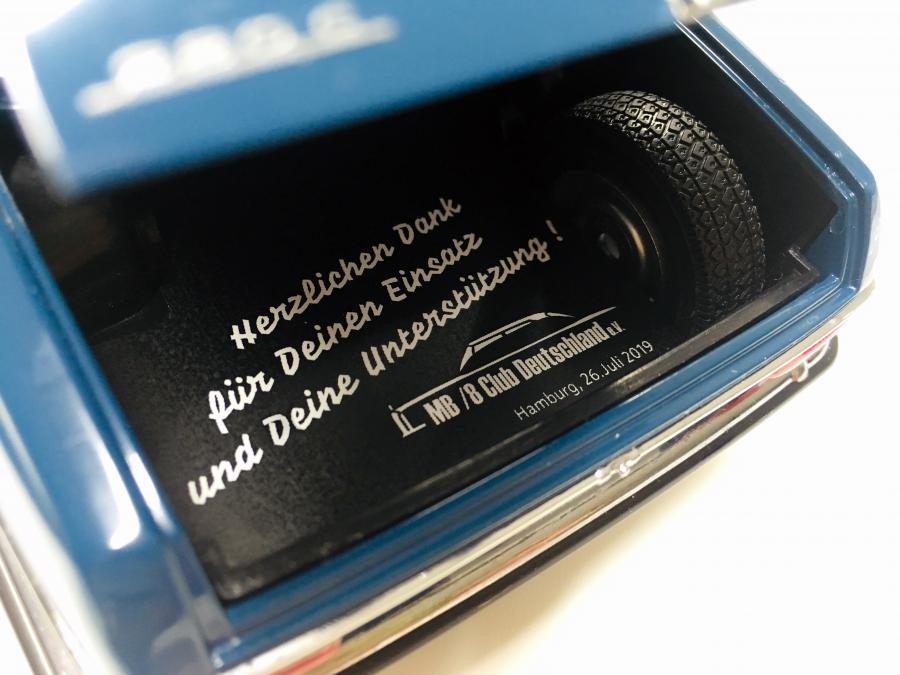 Herzlichen Dank
für Deinen Einsatz
und Deine Unterstützung !
MB /8 Club Deutschland e.V.
Hamburg, 26.Juli 2019